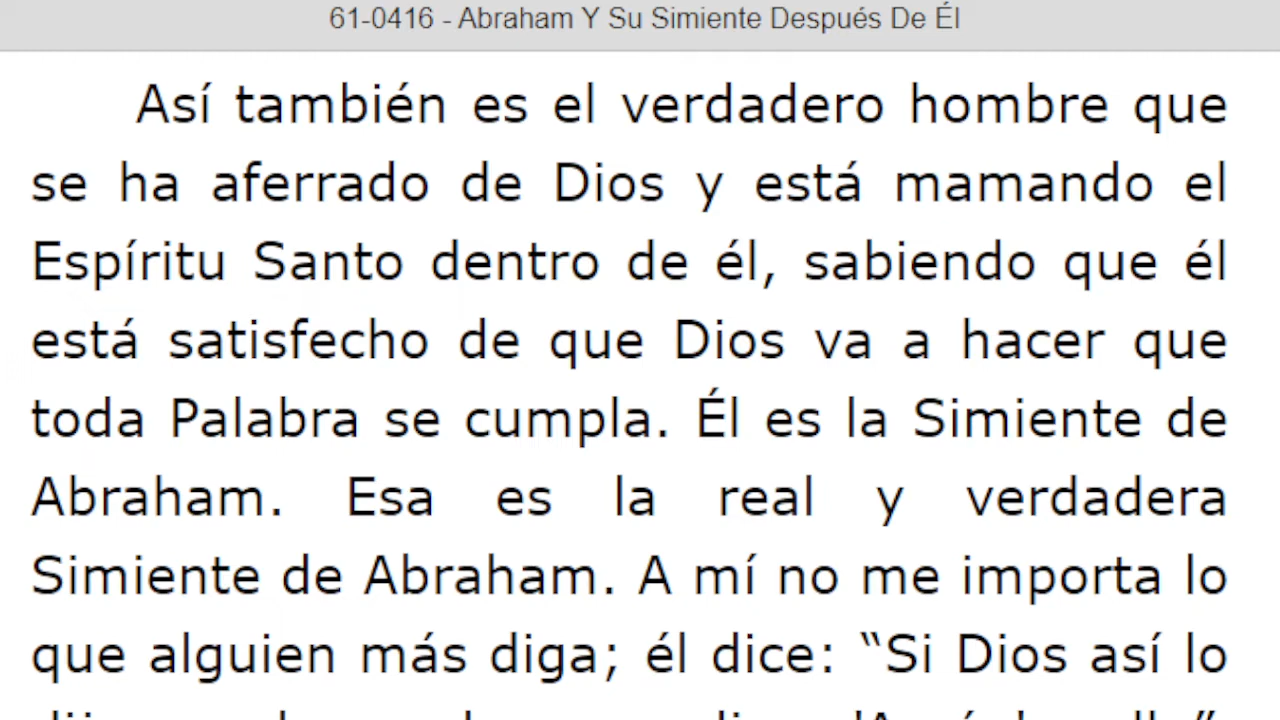 61-0416 - Abraham Y Su Simiente Después De Él
Así también es el verdadero hombre que
se ha aferrado de Dios y está mamando el
Espíritu Santo dentro de él, sabiendo que él
está satisfecho de que Dios va a hacer que
toda Palabra se cumpla. Él es la Simiente de
Abraham. Esa es la real y verdadera
Simiente de Abraham. A mí no me importa lo
que alguien más diga; él dice: “Si Dios así lo